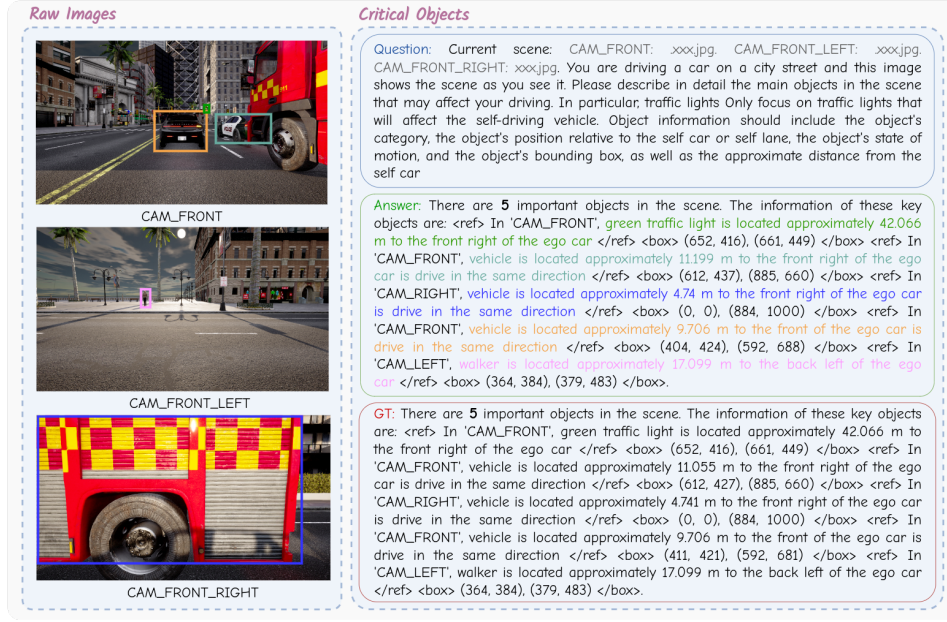 Raw Images
CAM_FRONT
CAM_FRONT_LEFT
CAM_FRONT_RIGHT
Critical Objects
Question: Current scene: CAM_FRONT: .xxx.jpg. CAM_FRONT_LEFT: .xxx.jpg.
CAM_FRONT_RIGHT: xxx.jpg. You are driving a car on a city street and this image
shows the scene as you see it. Please describe in detail the main objects in the scene
that may affect your driving. In particular, traffic lights Only focus on traffic lights that
will affect the self-driving vehicle. Object information should include the object's
category, the object's position relative to the self car or self lane, the object's state of
motion, and the object's bounding box, as well as the approximate distance from the
self car
Answer: There are 5 important objects in the scene. The information of these key
objects are: <ref> In 'CAM_FRONT', green traffic light is located approximately 42.066
m to the front right of the ego car </ref> <box> (652, 416), (661, 449) </box> <ref> In
'CAM_FRONT', vehicle is located approximately 11.199 m to the front right of the ego
car is drive in the same direction </ref> <box> (612, 437), (885, 660) </box> <ref> In
'CAM_RIGHT', vehicle is located approximately 4.74 m to the front right of the ego car
is drive in the same direction </ref> <box> (0, 0), (884, 1000) </box> <ref> In
'CAM_FRONT', vehicle is located approximately 9.706 m to the front of the ego car is
drive in the same direction </ref> <box> (404, 424), (592, 688) </box> <ref> In
'CAM_LEFT', walker is located approximately 17.099 m to the back left of the ego
car </ref> <box> (364, 384), (379, 483) </box>.
GT: There are 5 important objects in the scene. The information of these key objects
are: <ref> In 'CAM_FRONT', green traffic light is located approximately 42.066 m to
the front right of the ego car </ref> <box> (652, 416), (661, 449) </box> <ref> In
'CAM_FRONT', vehicle is located approximately 11.055 m to the front right of the ego
car is drive in the same direction </ref> <box> (612, 427), (885, 660) </box> <ref> In
'CAM_RIGHT', vehicle is located approximately 4.741 m to the front right of the ego car
is drive in the same direction </ref> <box> (0, 0), (884, 1000) </box> <ref> In
'CAM_FRONT', vehicle is located approximately 9.706 m to the front of the ego car is
drive in the same direction </ref> <box> (411, 421), (592, 681) </box> <ref> In
'CAM_LEFT', walker is located approximately 17.099 m to the back left of the ego car
</ref> <box> (364, 384), (379, 483) </box>.